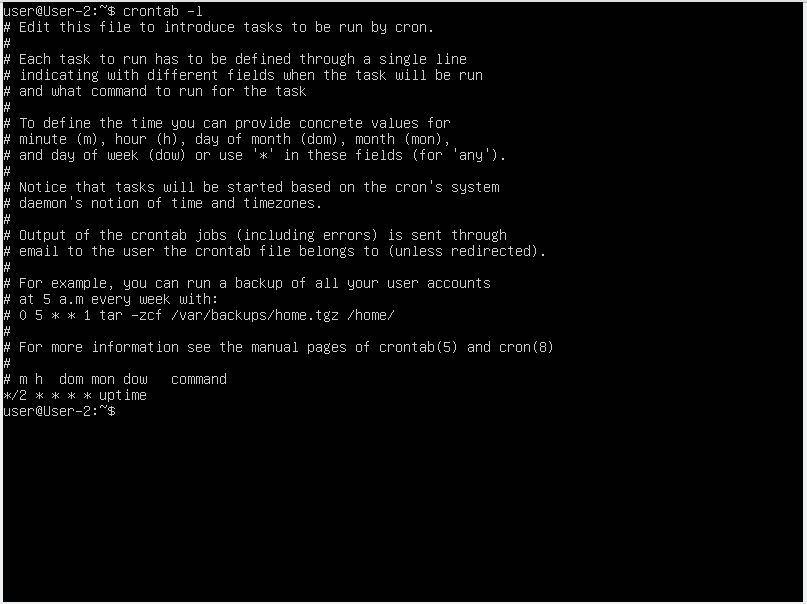 user@User-2:~$ crontab -l
# Edit this file to introduce tasks to be run by cron.
#
# Each task to run has to be defined through a single line
# indicating with different fields when the task will be run
# and what command to run for the task
#
# To define the time you can provide concrete values for
# minute (m), hour (h), day of month (dom), month (mon),
# and day of week (dow) or use '*' in these fields (for 'any').
#
# Notice that tasks will be started based on the cron's system
# daemon's notion of time and timezones.
#
# Output of the crontab jobs (including errors) is sent through
# email to the user the crontab file belongs to (unless redirected).
#
# For example, you can run a backup of all your user accounts
# at 5 a.m every week with:
# 0 5 * * 1 tar -zcf /var/backups/home.tgz /home/
#
# For more information see the manual pages of crontab(5) and cron(8)
#
# m h  dom mon dow   command
*/2 * * * * uptime
user@User-2:~$